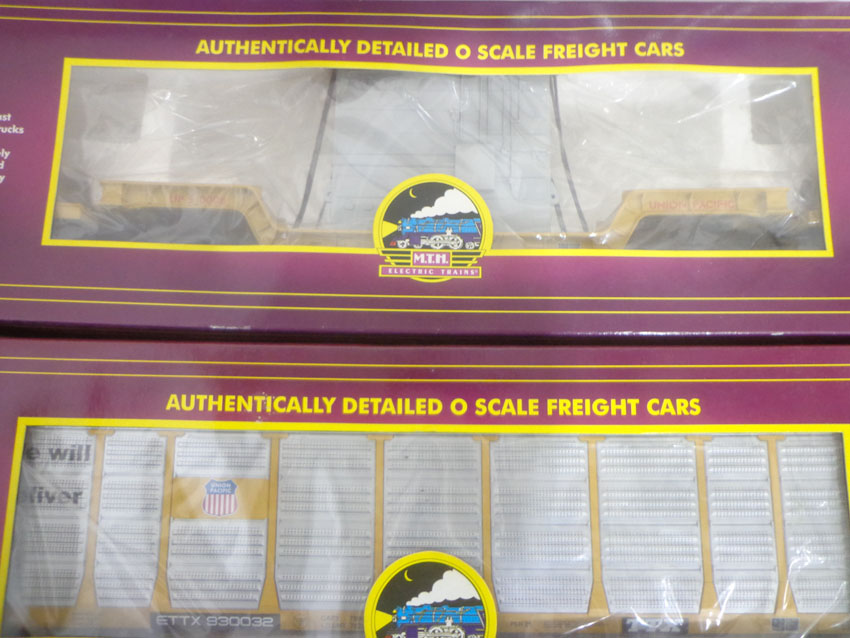 AUTHENTICALLY DETAILED O SCALE FREIGHT CARS
ucks
UNION PACIFIC
M.T.H.
ELECTRIC TRAINS
AUTHENTICALLY DETAILED O SCALE FREIGHT CARS
e will
liver
UNION
PACIFIC
ETTX 930032